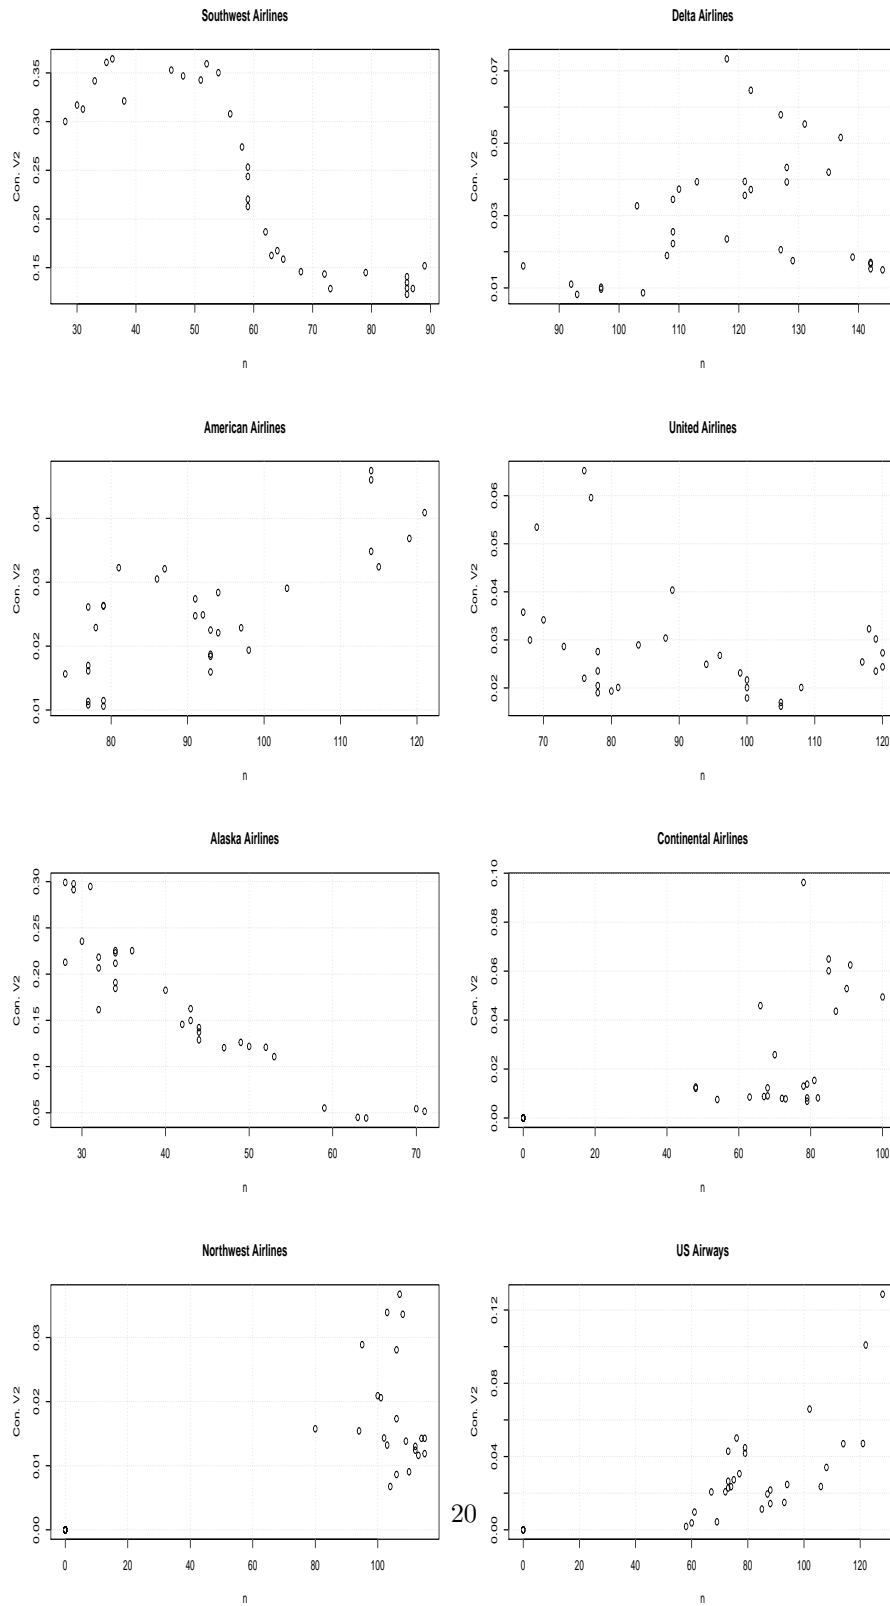 Southwest Airlines
Con. V2
0.15 0.20 0.25 0.30 0.35
30 40 50 60 70 80 90
n
Delta Airlines
Con. V2
0.01 0.03 0.05 0.07
90 100 110 120 130 140
n
American Airlines
Con. V2
0.01 0.02 0.03 0.04
80 90 100 110 120
n
United Airlines
Con. V2
0.02 0.03 0.04 0.05 0.06
70 80 90 100 110 120
n
Alaska Airlines
Con. V2
0.05 0.10 0.15 0.20 0.25 0.30
30 40 50 60 70
n
Continental Airlines
Con. V2
0.00 0.02 0.04 0.06 0.08 0.10
0 20 40 60 80 100
n
Northwest Airlines
Con. V2
0.00 0.01 0.02 0.03
0 20 40 60 80 100
n
US Airways
Con. V2
0.00 0.04 0.08 0.12
0 20 40 60 80 100 120
n
20